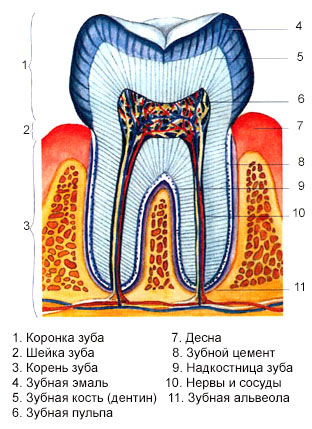 4
5
1
6
7
2
8
9
10
3
11
1. Коронка зуба
2. Шейка зуба
3. Корень зуба
4. Зубная эмаль
5. Зубная кость (дентин)
6. Зубная пульпа
7. Десна
8. Зубной цемент
9. Надкостница зуба
10. Нервы и сосуды
11. Зубная альвеола